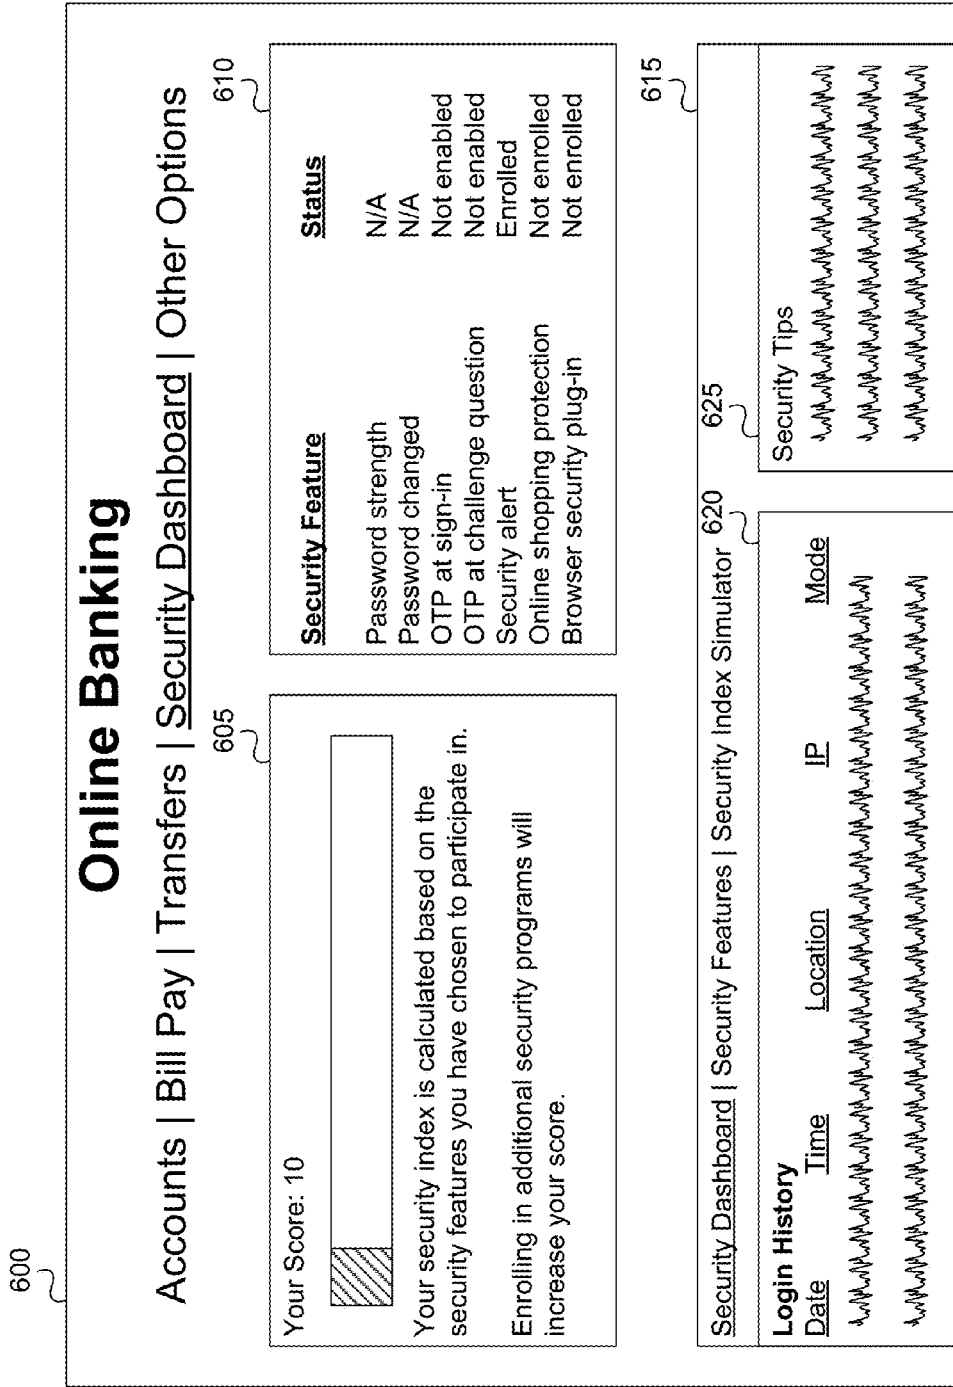 600
Online Banking
Accounts | Bill Pay | Transfers | Security Dashboard | Other Options
605
Your Score: 10
Your security index is calculated based on the
security features you have chosen to participate in.
Enrolling in additional security programs will
increase your score.
610
Security Feature Status
Password strength N/A
Password changed N/A
OTP at sign-in Not enabled
OTP at challenge question Not enabled
Security alert Enrolled
Online shopping protection Not enrolled
Browser security plug-in Not enrolled
615
Security Dashboard | Security Features | Security Index Simulator
620
Login History
Date Time Location IP Mode
625
Security Tips